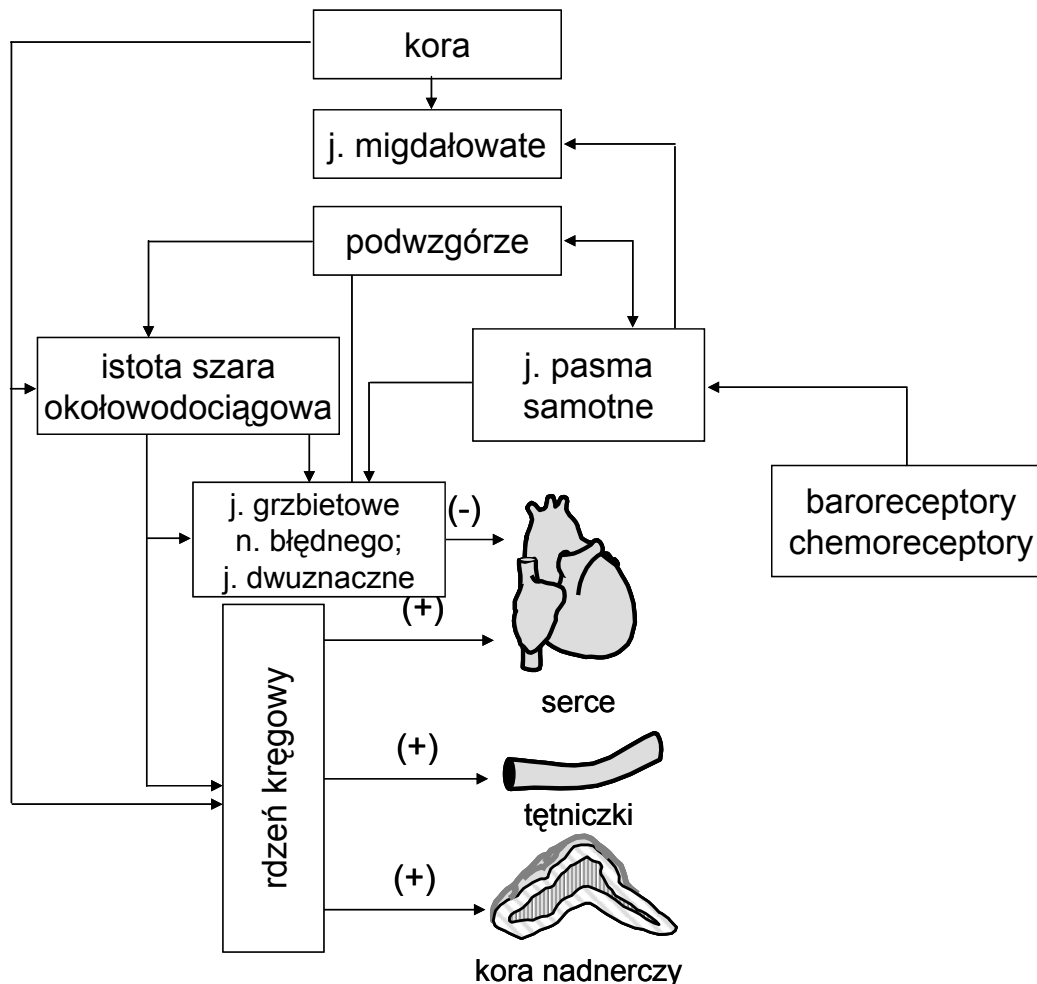 kora
j. migdałowate
podwzgórze
istota szara
okołowodociągowa
j. pasma
samotne
baroreceptory
chemoreceptory
j. grzbietowe
n. błędnego;
j. dwuznaczne
(-)
(+)
serce
rdzeń kręgowy
(+)
tętniczki
(+)
kora nadnerczy